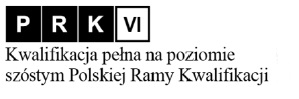 P R K VI
Kwalifikacja pełna na poziomie
szóstym Polskiej Ramy Kwalifikacji